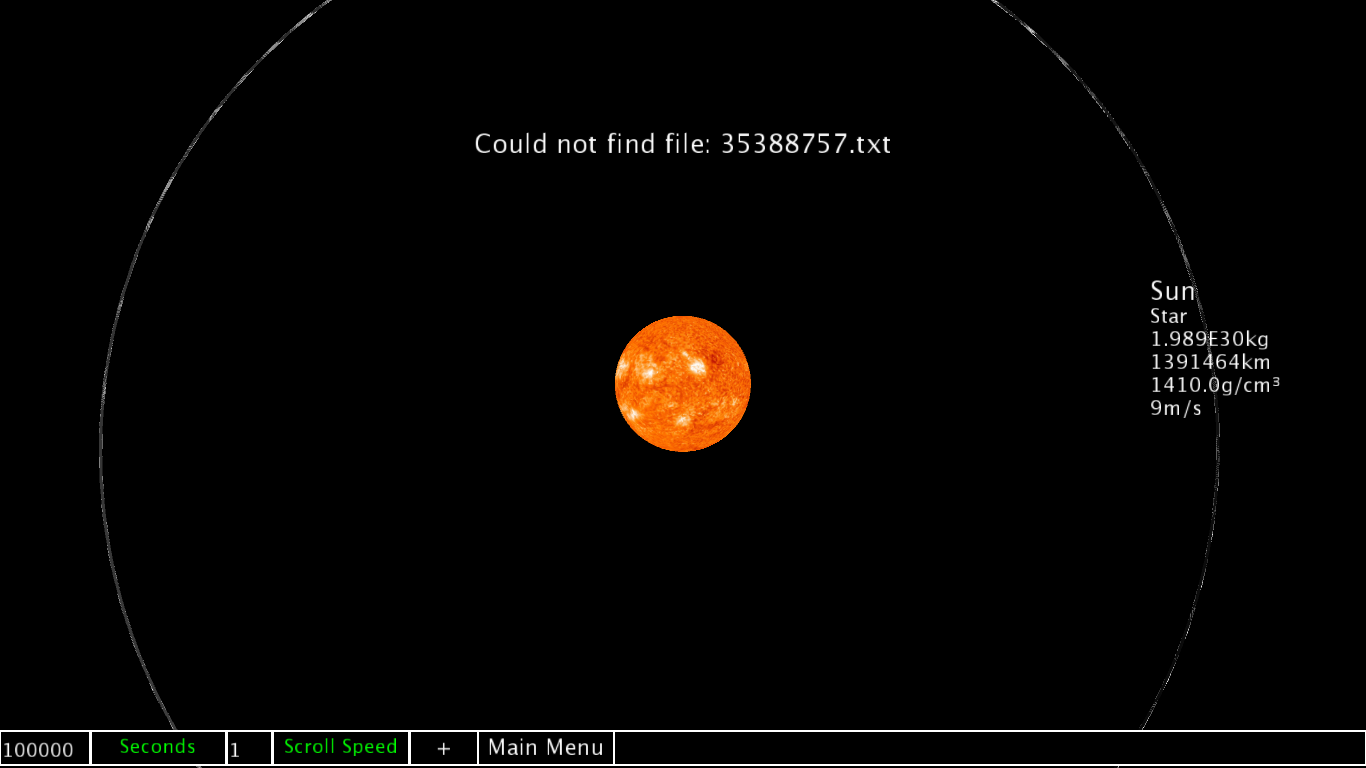 Could not find file: 35388757.txt
Sun
Star
1.989E30kg
1391464km
1410.0g/cm³
9m/s
100000 Seconds 1 Scroll Speed + Main Menu